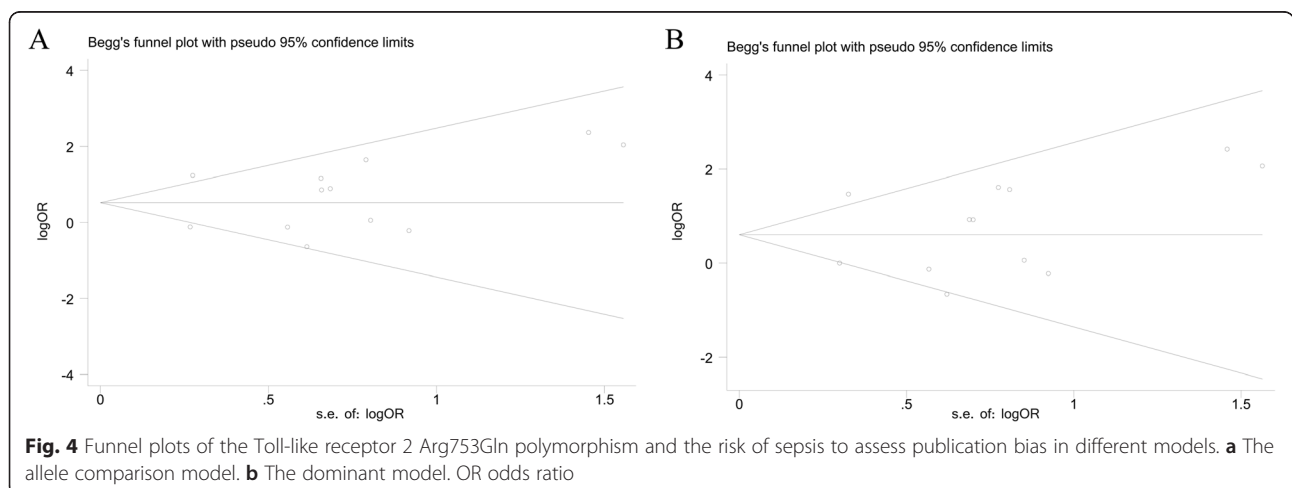 A
Begg's funnel plot with pseudo 95% confidence limits
4
2
0
-2
-4
logOR
0
.5
1
1.5
s.e. of: logOR
B
Begg's funnel plot with pseudo 95% confidence limits
4
2
0
-2
logOR
0
.5
1
1.5
s.e. of: logOR
Fig. 4 Funnel plots of the Toll-like receptor 2 Arg753Gln polymorphism and the risk of sepsis to assess publication bias in different models. a The
allele comparison model. b The dominant model. OR odds ratio